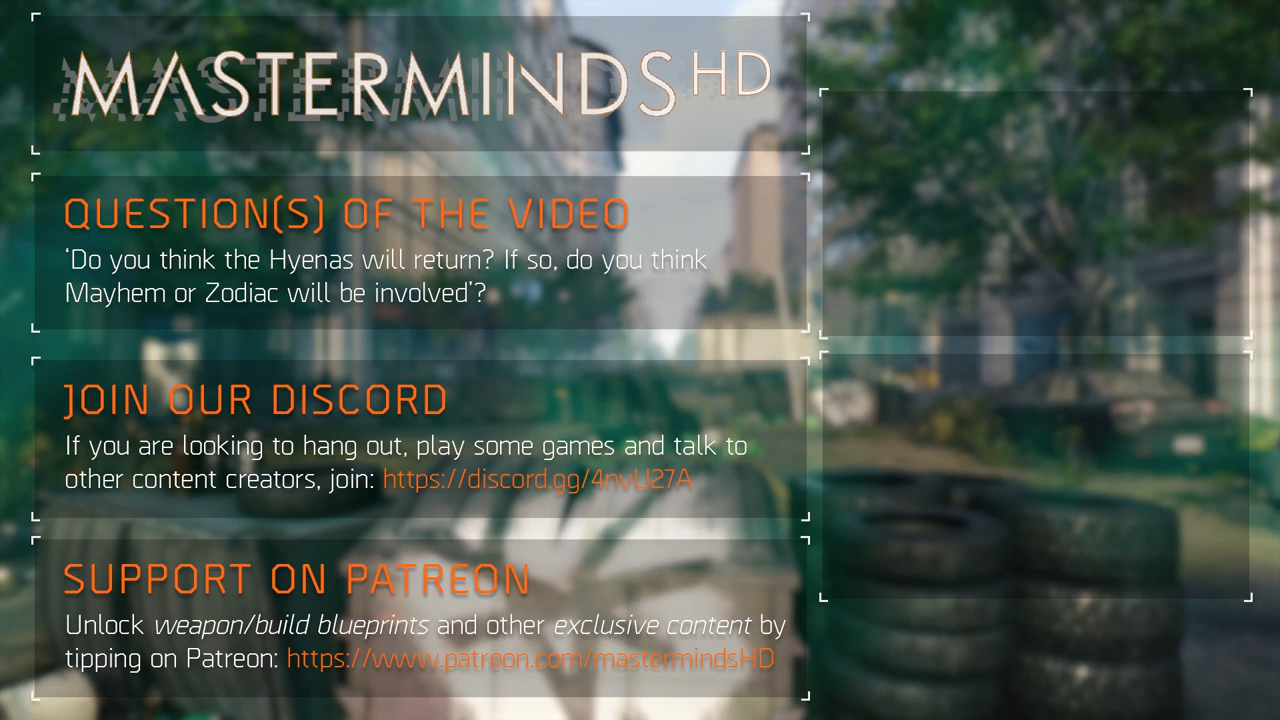 MASTERMINDS HD
QUESTION(S) OF THE VIDEO
‘Do you think the Hyenas will return? If so, do you think
Mayhem or Zodiac will be involved’?
JOIN OUR DISCORD
If you are looking to hang out, play some games and talk to
other content creators, join: https://discord.gg/4nvU27A
SUPPORT ON PATREON
Unlock weapon/build blueprints and other exclusive content by
tipping on Patreon: https://www.patreon.com/mastermindsHD